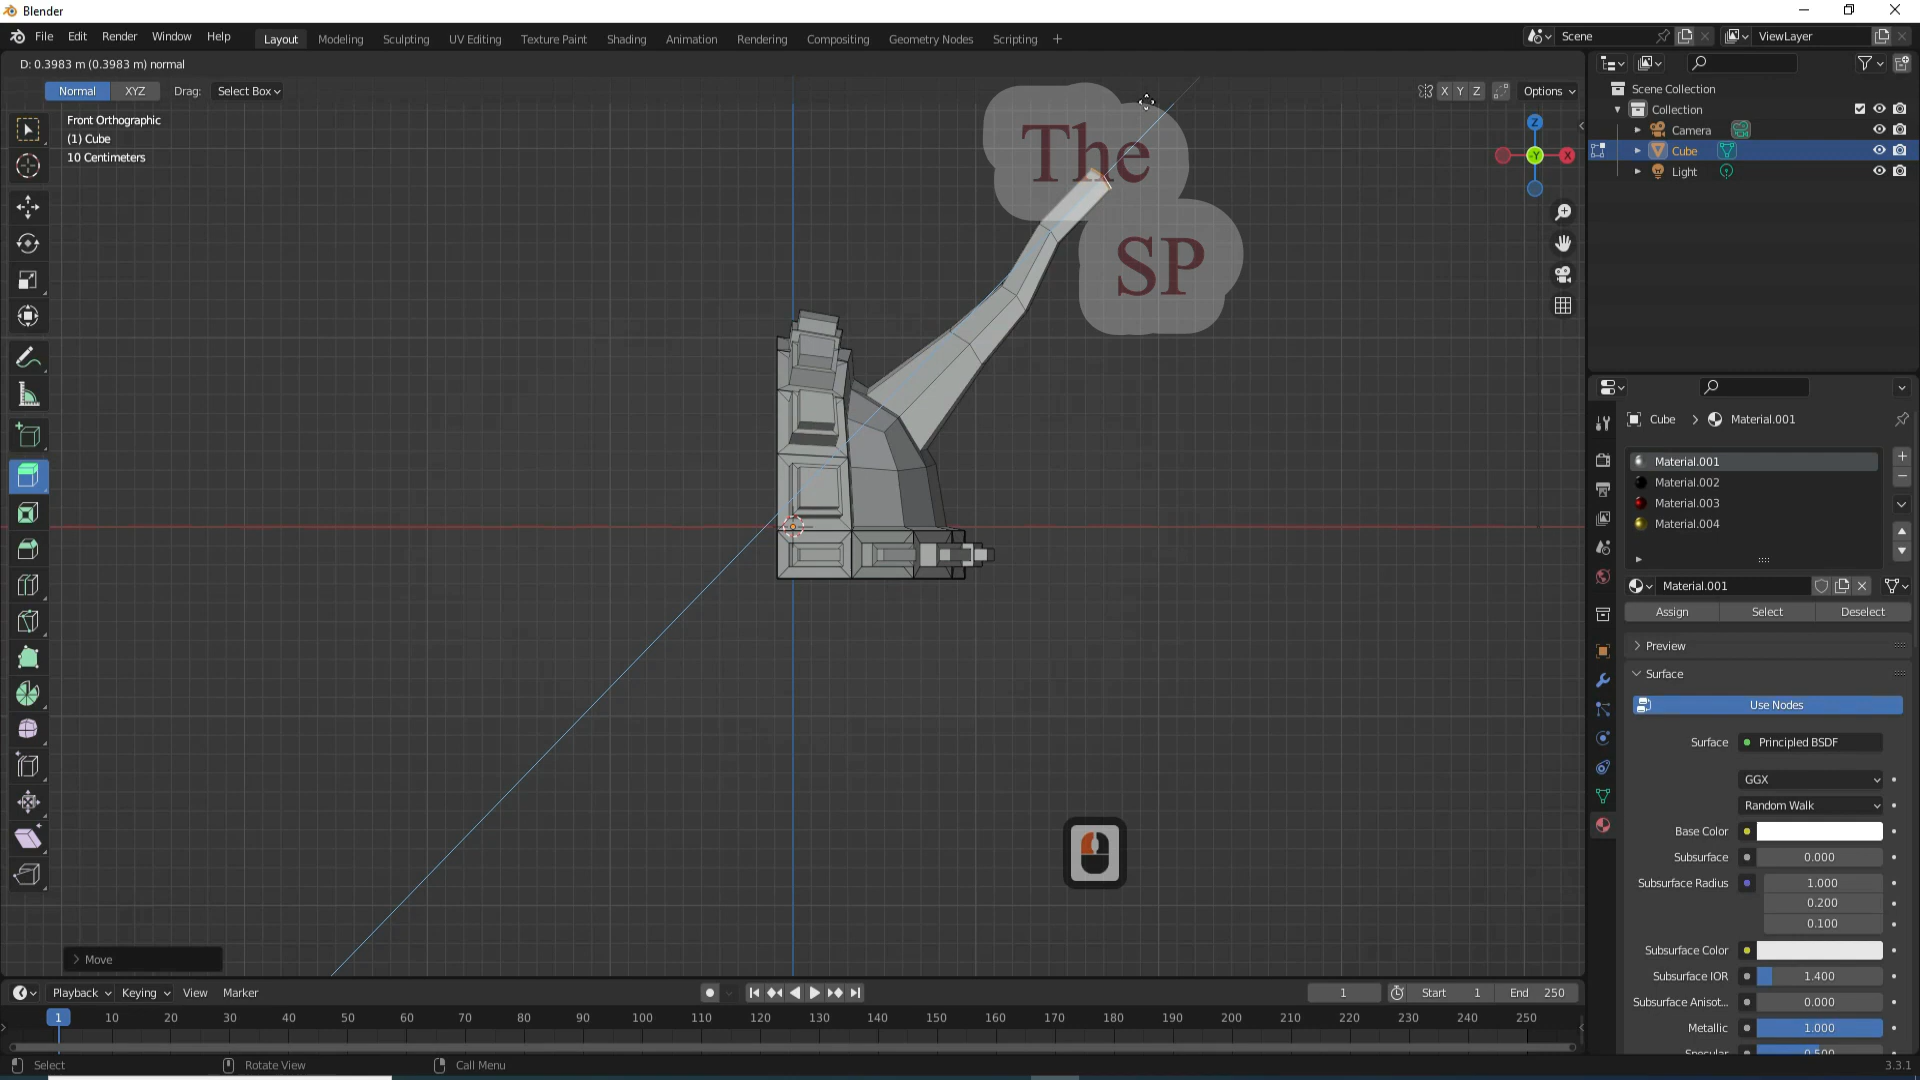 Blender
File Edit Render Window Help
Layout Modeling Sculpting UV Editing Texture Paint Shading Animation Rendering Compositing Geometry Nodes Scripting +
Scene
ViewLayer
D: 0.3983 m (0.3983 m) normal
Normal XYZ Drag: Select Box
X Y Z Options
Front Orthographic
(1) Cube
10 Centimeters
The
SP
Z
Y
X
Move
Scene Collection
Collection
Camera
Cube
Light
Cube > Material.001
Material.001
Material.002
Material.003
Material.004
Material.001
Assign Select Deselect
Preview
Surface
Use Nodes
Surface Principled BSDF
GGX
Random Walk
Base Color
Subsurface 0.000
Subsurface Radius 1.000
0.200
0.100
Subsurface Color
Subsurface IOR 1.400
Subsurface Anisot... 0.000
Metallic 1.000
Specular 0.500
Playback Keying View Marker
1 Start 1 End 250
1 10 20 30 40 50 60 70 80 90 100 110 120 130 140 150 160 170 180 190 200 210 220 230 240 250
Select Rotate View Call Menu
3.3.1